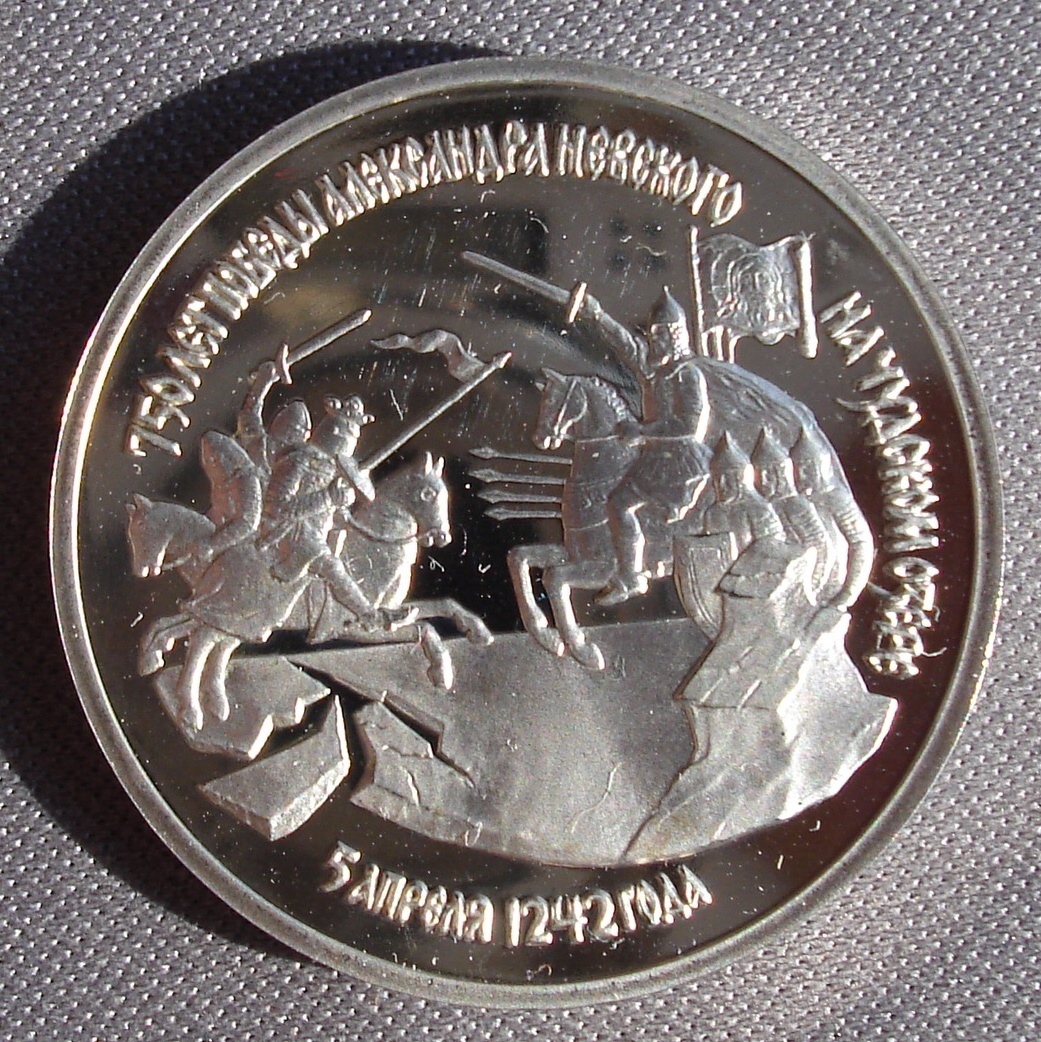 750 ЛЕТ ПОБЕДЫ АЛЕКСАНДРА НЕВСКОГО
НА ЧУДСКОМ ОЗЕРЕ
5 АПРЕЛЯ 1242 ГОДА